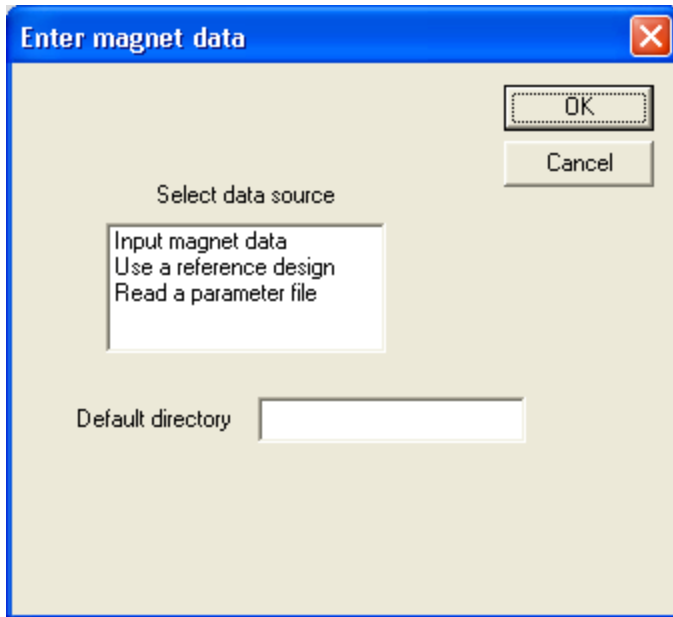 Enter magnet data
OK
Cancel
Select data source
Input magnet data
Use a reference design
Read a parameter file
Default directory